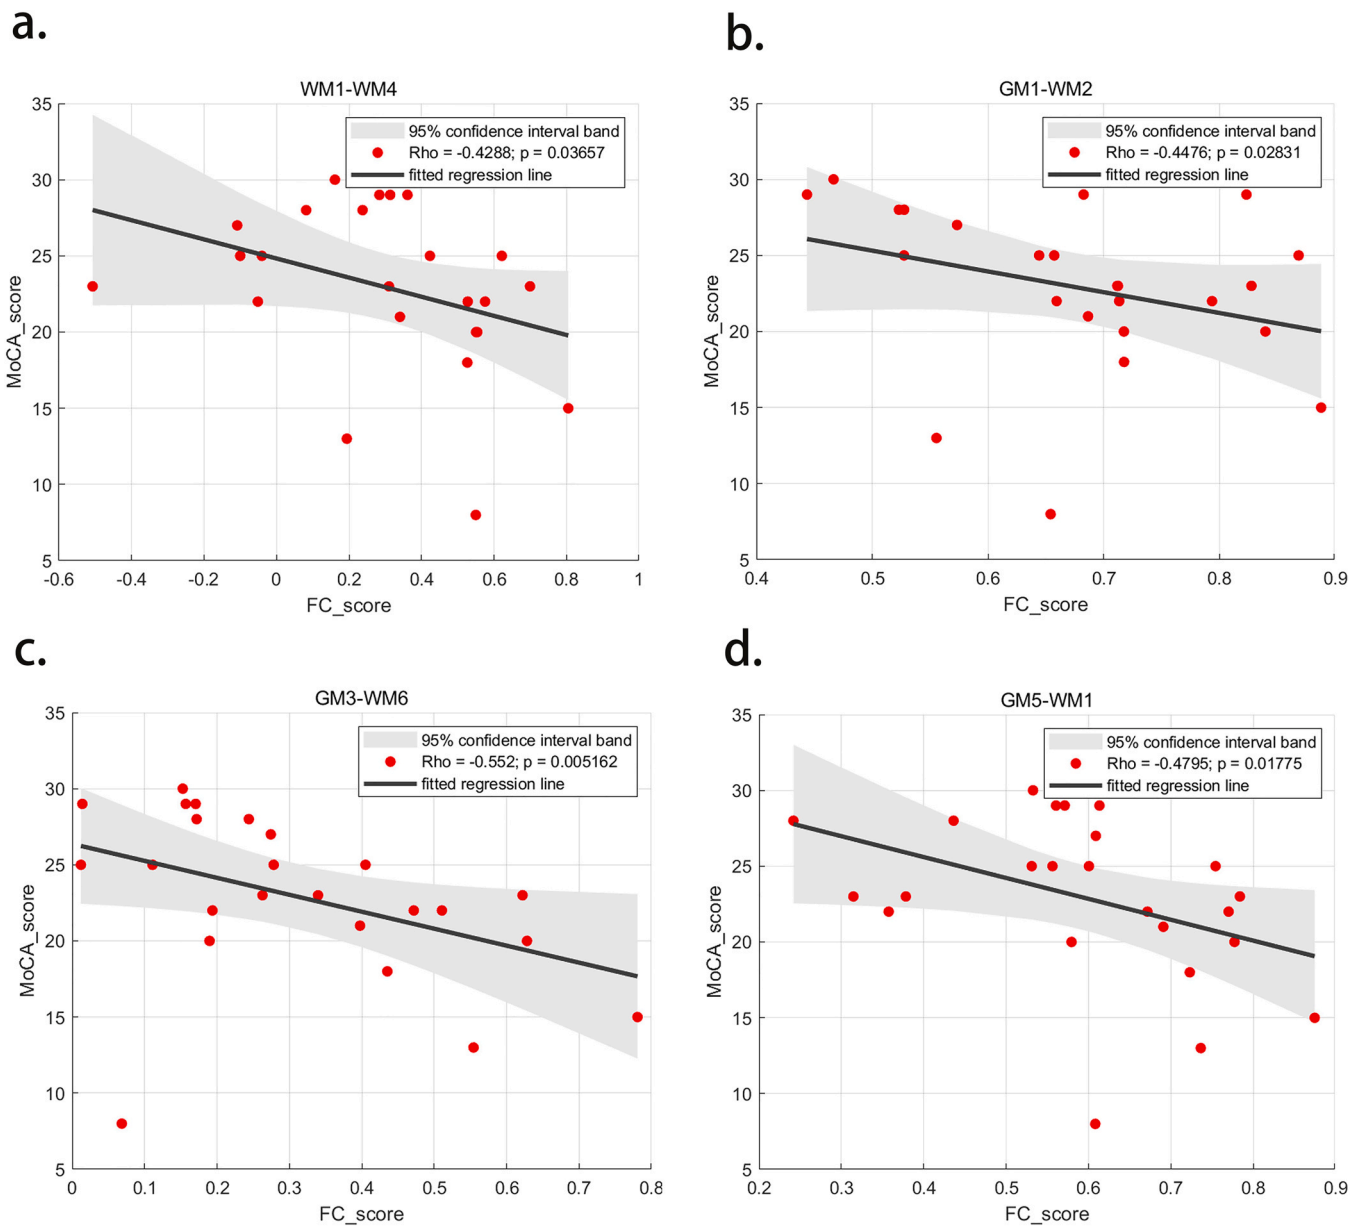 a.
WM1-WM4
35
30
25
20
15
10
5
MoCA_score
95% confidence interval band
Rho = -0.4288; p = 0.03657
fitted regression line
-0.6 -0.4 -0.2 0 0.2 0.4 0.6 0.8 1
FC_score
b.
GM1-WM2
35
30
25
20
15
10
5
MoCA_score
95% confidence interval band
Rho = -0.4476; p = 0.02831
fitted regression line
0.4 0.5 0.6 0.7 0.8 0.9
FC_score
c.
GM3-WM6
35
30
25
20
15
10
5
MoCA_score
95% confidence interval band
Rho = -0.552; p = 0.005162
fitted regression line
0 0.1 0.2 0.3 0.4 0.5 0.6 0.7 0.8
FC_score
d.
GM5-WM1
35
30
25
20
15
10
5
MoCA_score
95% confidence interval band
Rho = -0.4795; p = 0.01775
fitted regression line
0.2 0.3 0.4 0.5 0.6 0.7 0.8 0.9
FC_score